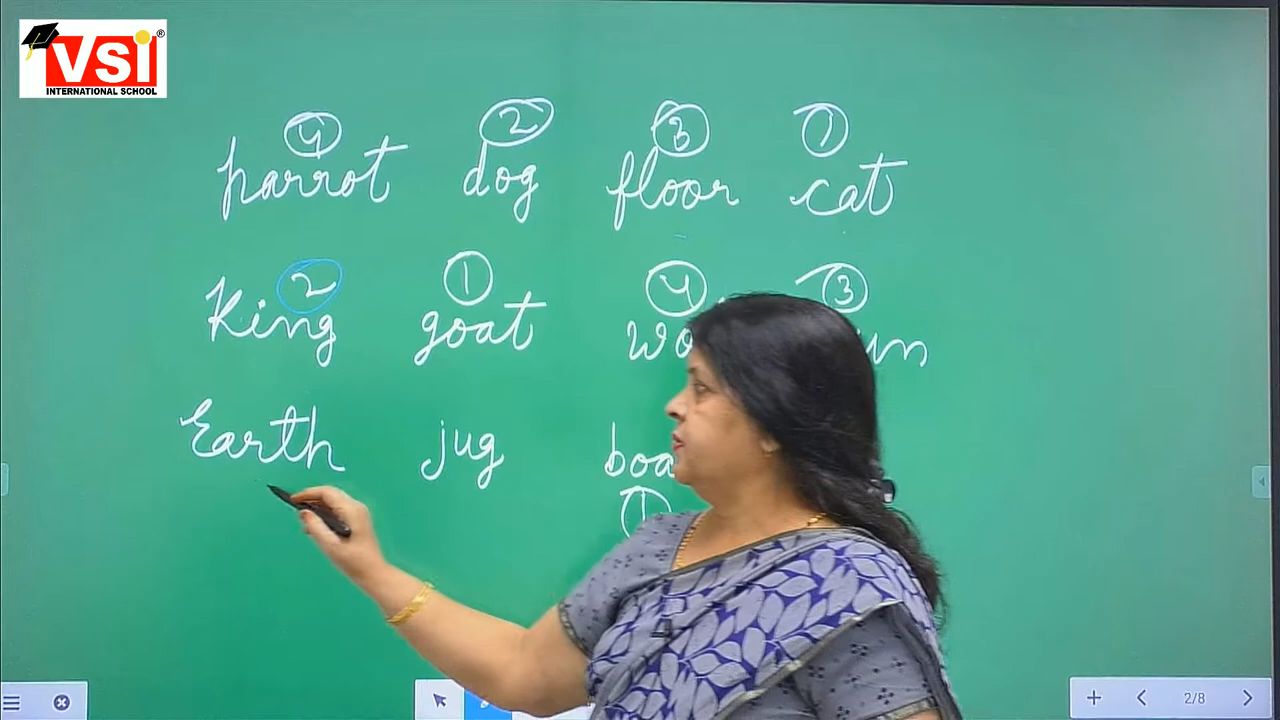 VSI ®
INTERNATIONAL SCHOOL
4 2 3 1
parrot dog floor cat
2 1 4 3
King goat
Earth jug
1
2/8